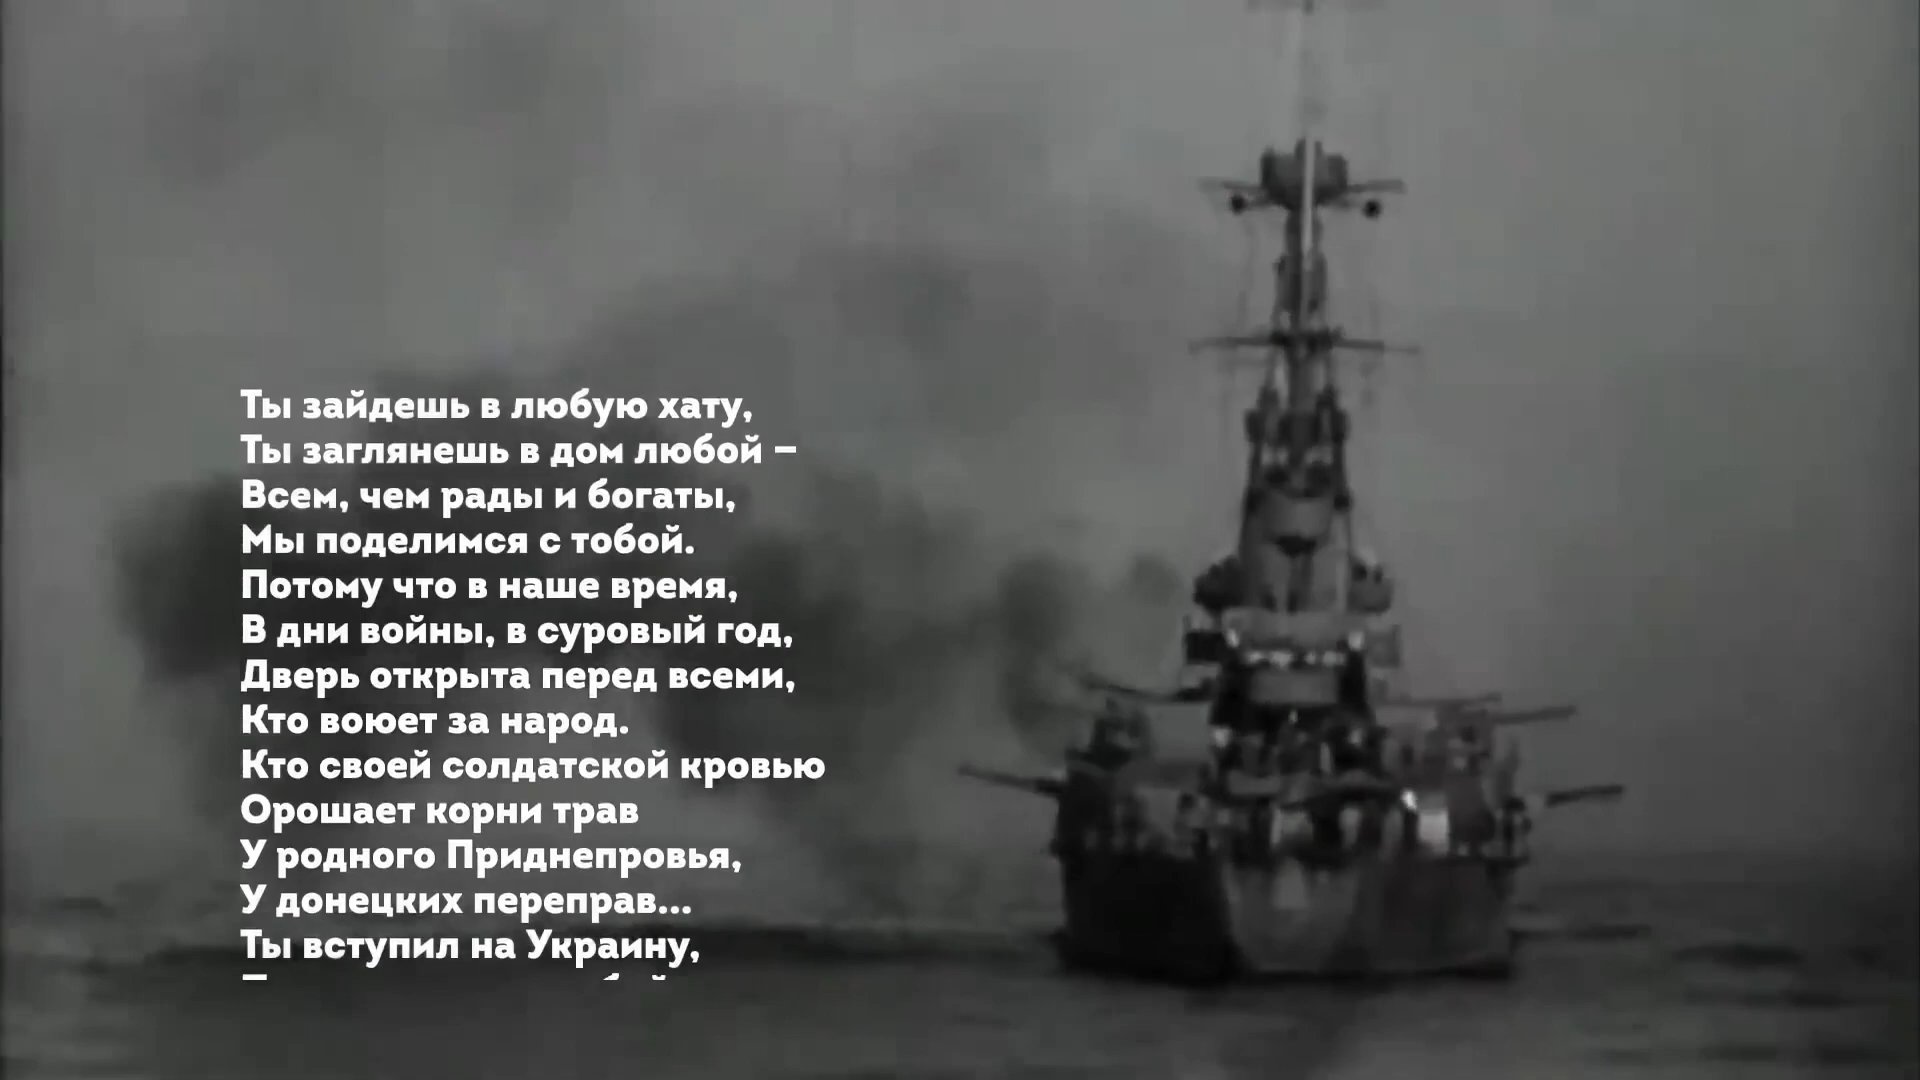 Ты зайдешь в любую хату,
Ты заглянешь в дом любой –
Всем, чем рады и богаты,
Мы поделимся с тобой.
Потому что в наше время,
В дни войны, в суровый год,
Дверь открыта перед всеми,
Кто воюет за народ.
Кто своей солдатской кровью
Орошает корни трав
У родного Приднепровья,
У донецких переправ...
Ты вступил на Украину,